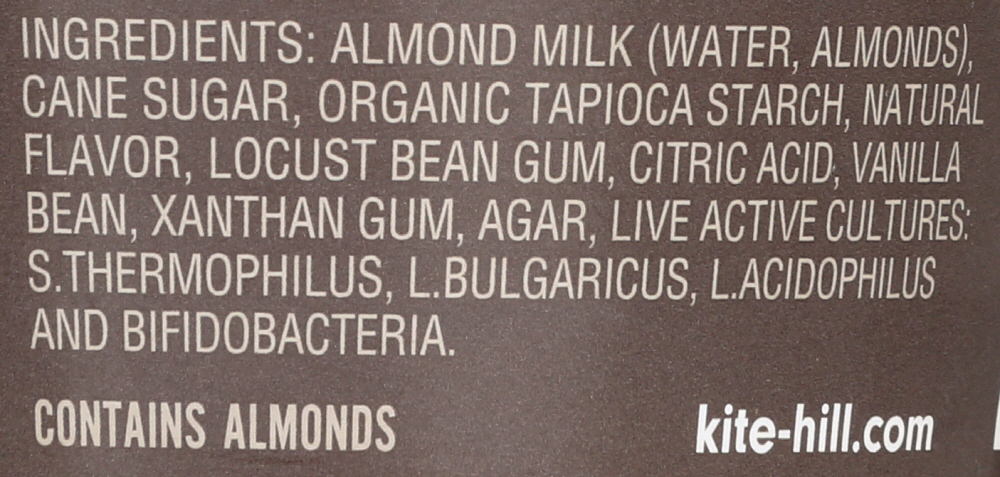 INGREDIENTS: ALMOND MILK (WATER, ALMONDS),
CANE SUGAR, ORGANIC TAPIOCA STARCH, NATURAL
FLAVOR, LOCUST BEAN GUM, CITRIC ACID, VANILLA
BEAN, XANTHAN GUM, AGAR, LIVE ACTIVE CULTURES:
S.THERMOPHILUS, L.BULGARICUS, L.ACIDOPHILUS
AND BIFIDOBACTERIA.
CONTAINS ALMONDS
kite-hill.com